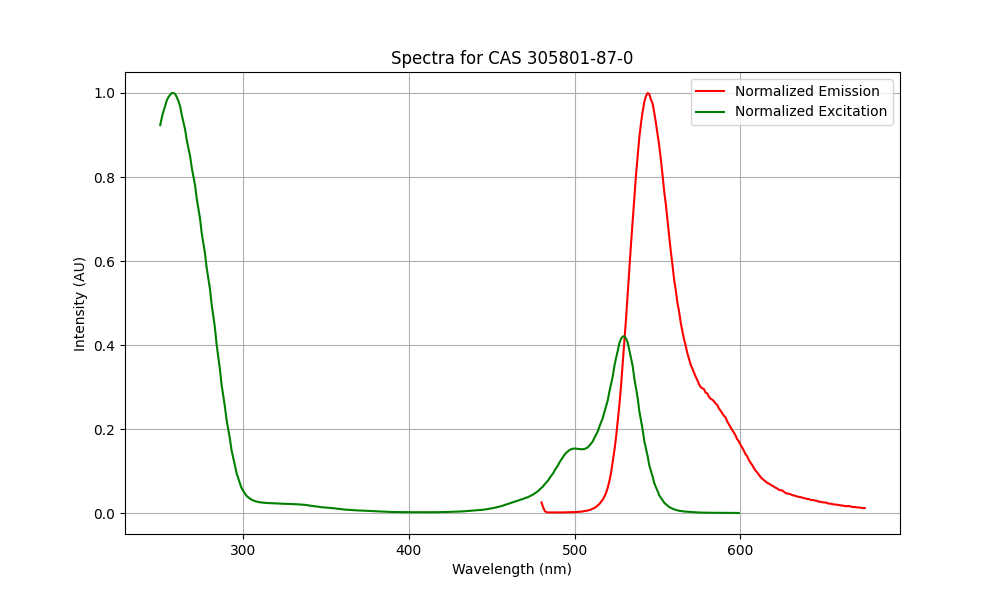 Spectra for CAS 305801-87-0
Normalized Emission
Normalized Excitation
1.0
0.8
0.6
0.4
0.2
0.0
Intensity (AU)
300
400
500
600
Wavelength (nm)